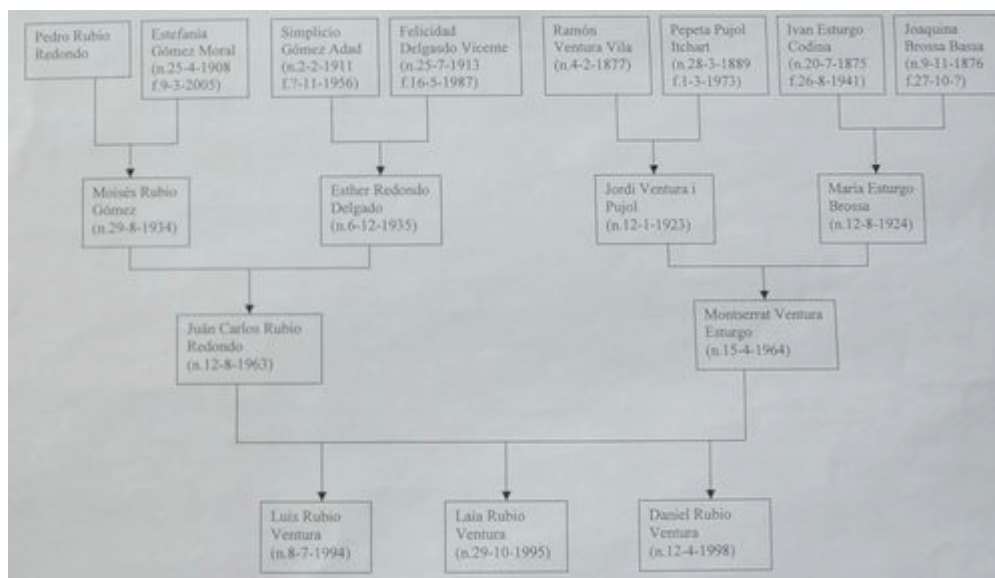 Pedro Rubio
Redondo
Estefanía
Gómez Moral
(n.25-4-1908
f.9-3-2005)
Simplicio
Gómez Adad
(n.2-2-1911
f.?-11-1956)
Felicidad
Delgasdo Vicente
(n.25-7-1913
f.16-5-1987)
Ramón
Ventura Vila
(n.4-2-1877)
Pepeta Pujol
Itchart
(n.28-3-1889
f.1-3-1973)
Ivan Esturgo
Codina
(n.20-7-1875
f.26-8-1941)
Joaquina
Brossa Bassa
(n.9-11-1876
f.27-10-?)
Moisés Rubio
Gómez
(n.29-8-1934)
Esther Redondo
Delgado
(n.6-12-1935)
Jordi Ventura i
Pujol
(n.12-1-1923)
María Esturgo
Brossa
(n.12-8-1924)
Juán Carlos Rubio
Redondo
(n.12-8-1963)
Montserrat Ventura
Esturgo
(n.15-4-1964)
Luís Rubio
Ventura
(n.8-7-1994)
Laia Rubio
Ventura
(n.29-10-1995)
Daniel Rubio
Ventura
(n.12-4-1998)